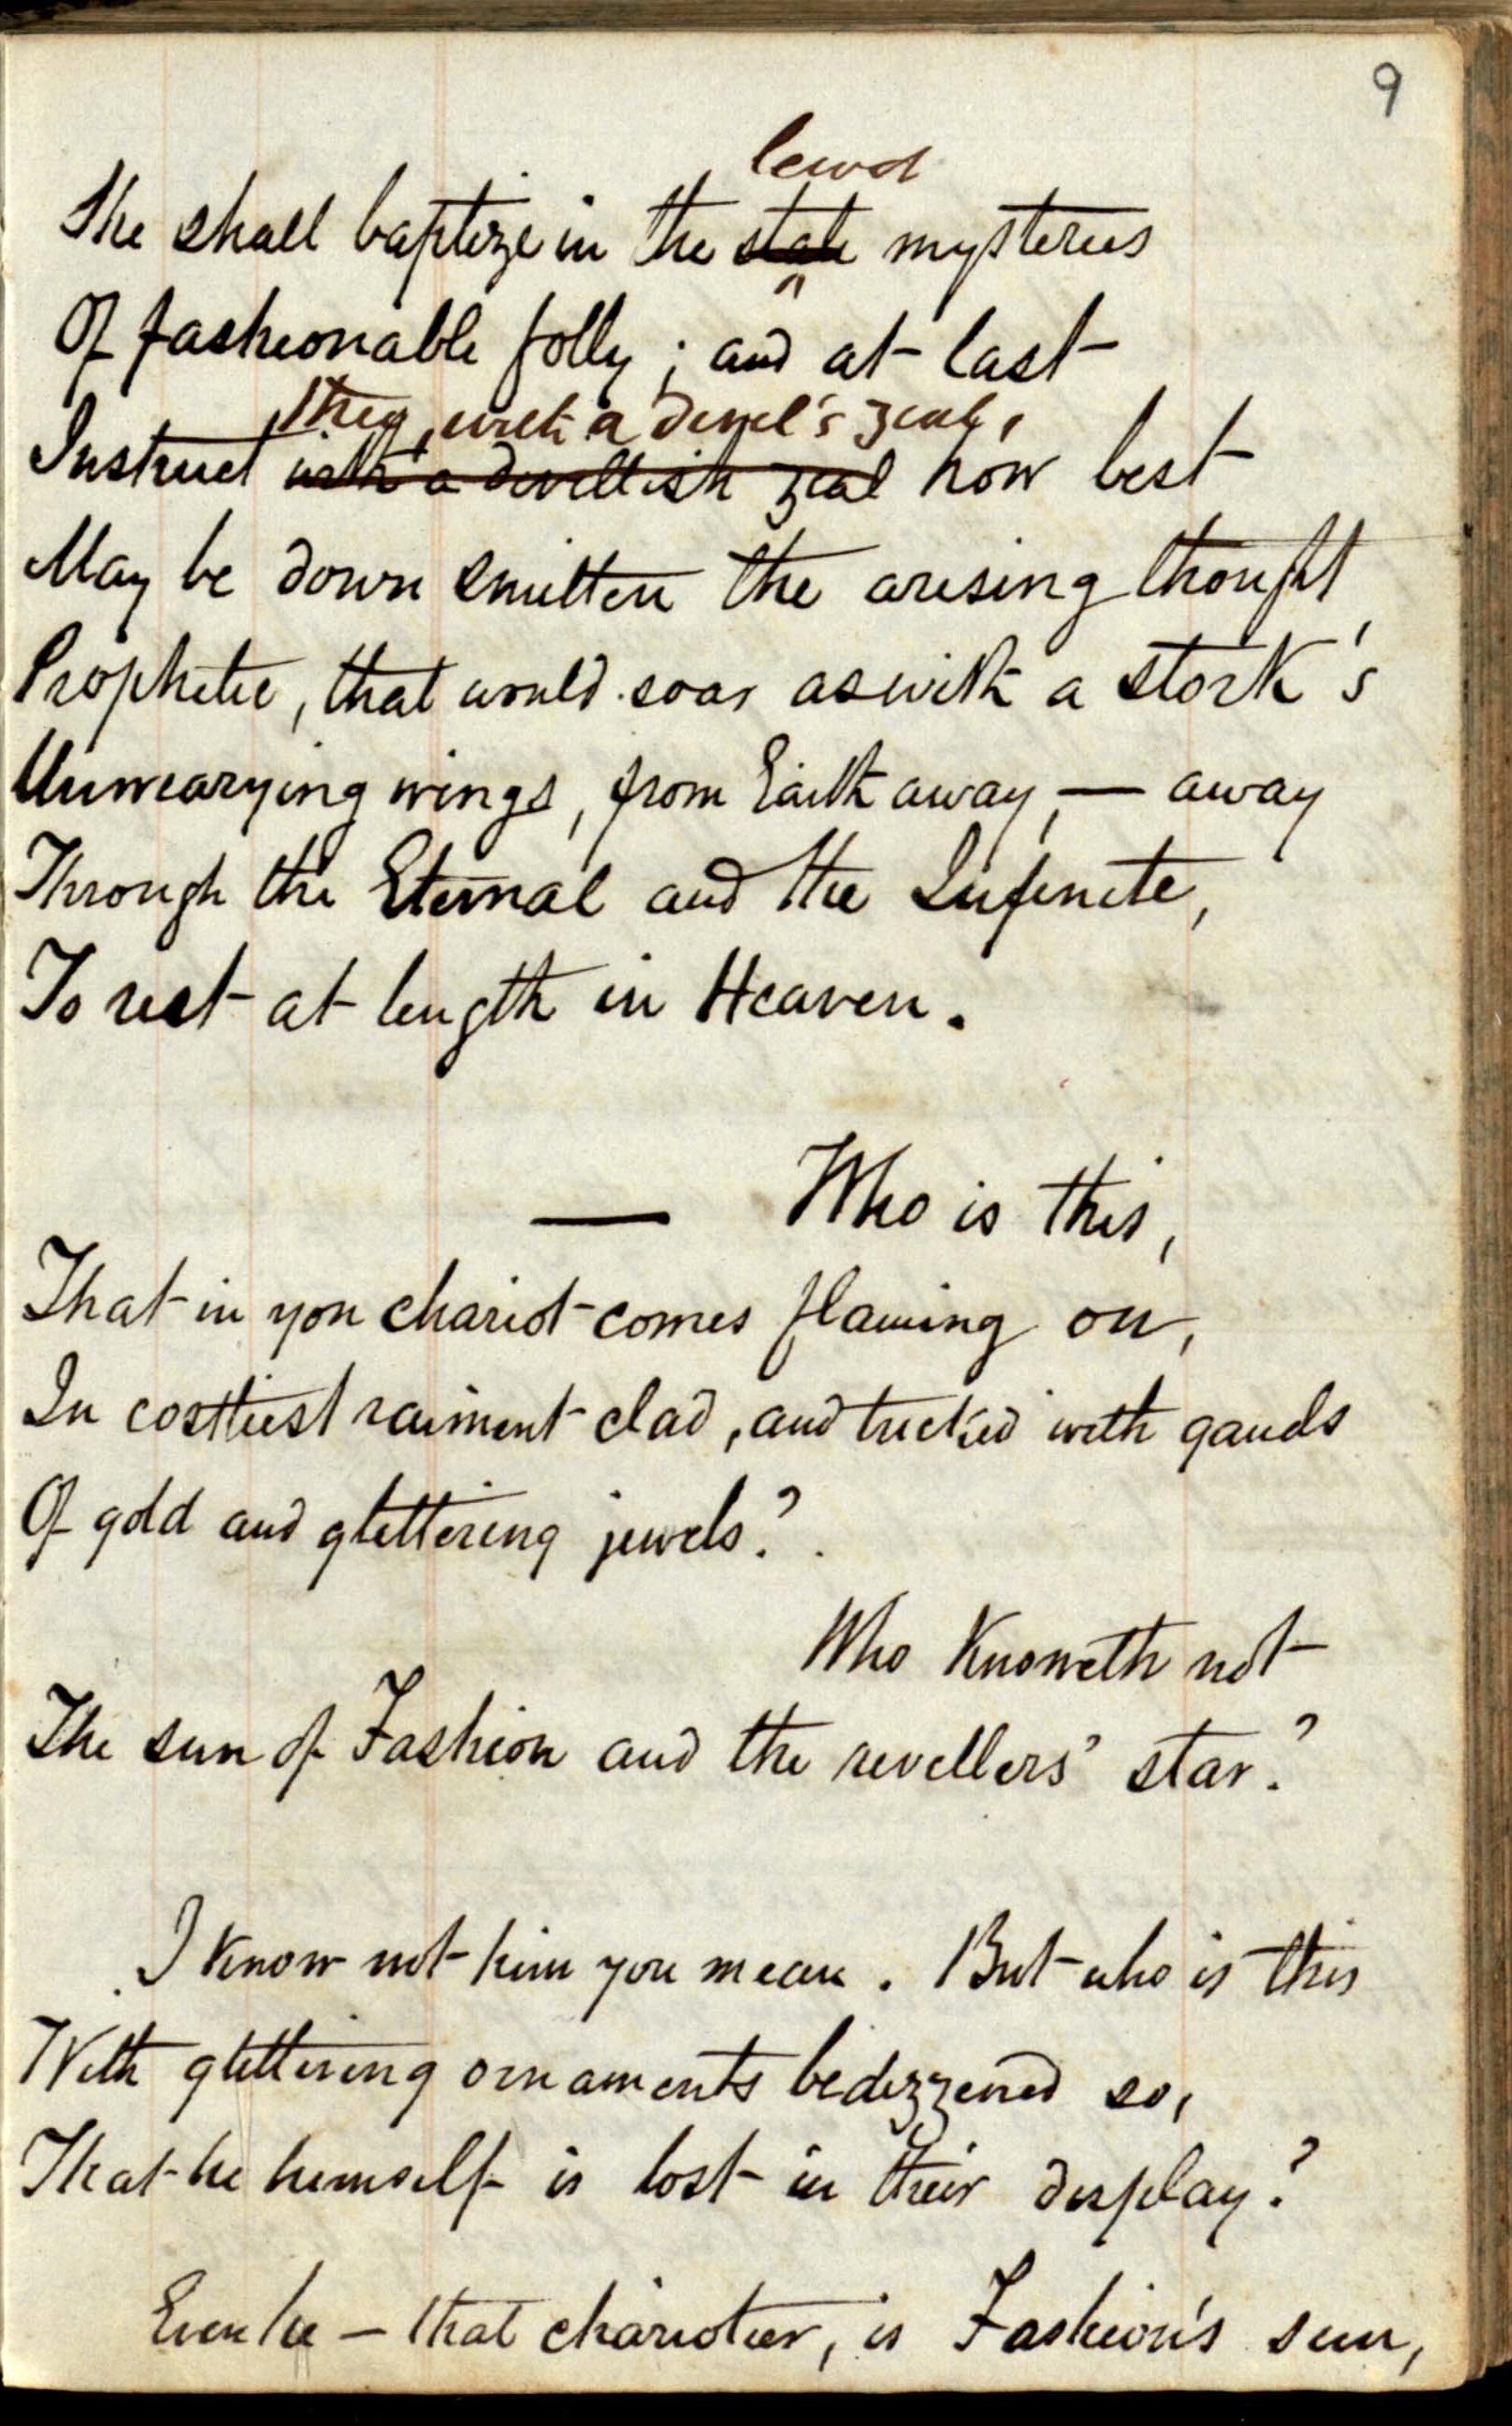 9
lewd
She shall baptize in the stale mysteries
Of fashionable folly; and at last
They, with a devil's zeal,
Instruct with a devillish zeal how best
May be down smitten the arising thought,
Prophetic, that would soar as with a stork's
Unwearying wings, from Earth away, — away
Through the Eternal and the Infinite,
To rest at length in Heaven.
— Who is this,
That in yon chariot comes flaming on,
In costliest raiment clad, and tricked with gauds
Of gold and glittering jewels?
Who knoweth not
The sun of Fashion and the revellers' star?
I know not him you mean. But who is this
With glittering ornaments bedizzened so,
That he himself is lost in their display?
Even he — that charioteer, is Fashion's sun,